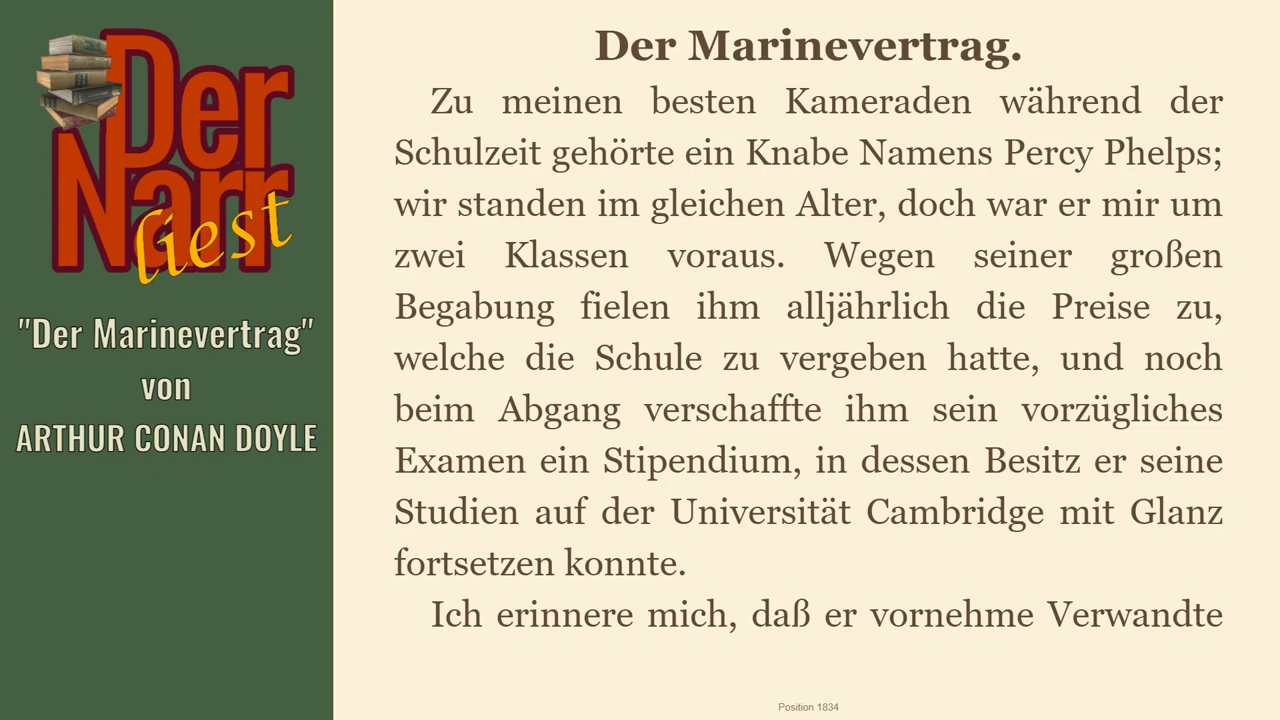 Der
Narr
liest
"Der Marinevertrag"
von
ARTHUR CONAN DOYLE
Der Marinevertrag.
Zu meinen besten Kameraden während der
Schulzeit gehörte ein Knabe Namens Percy Phelps;
wir standen im gleichen Alter, doch war er mir um
zwei Klassen voraus. Wegen seiner großen
Begabung fielen ihm alljährlich die Preise zu,
welche die Schule zu vergeben hatte, und noch
beim Abgang verschaffte ihm sein vorzügliches
Examen ein Stipendium, in dessen Besitz er seine
Studien auf der Universität Cambridge mit Glanz
fortsetzen konnte.
Ich erinnere mich, daß er vornehme Verwandte
Position 1834